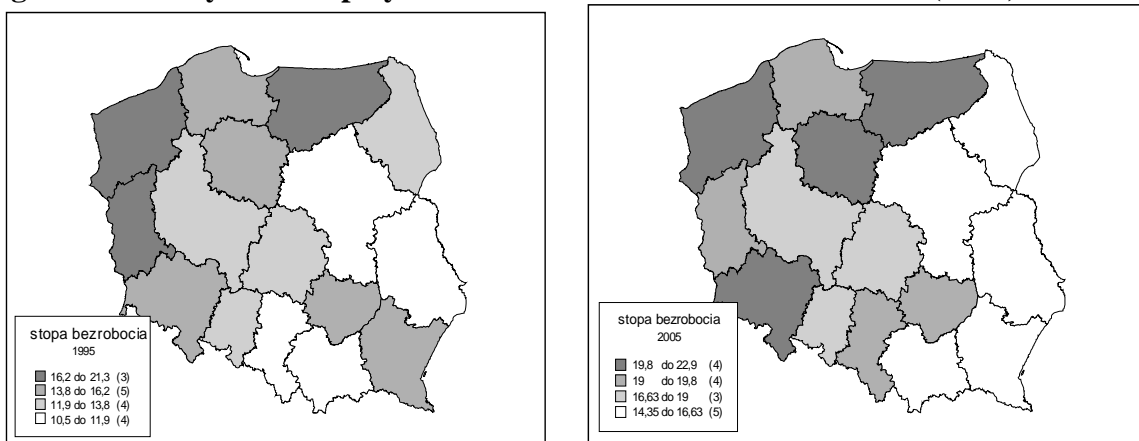 stopa bezrobocia
1995
16,2 do 21,3 (3)
13,8 do 16,2 (5)
11,9 do 13,8 (4)
10,5 do 11,9 (4)
stopa bezrobocia
2005
19,8 do 22,9 (4)
19 do 19,8 (4)
16,63 do 19 (3)
14,35 do 16,63 (5)